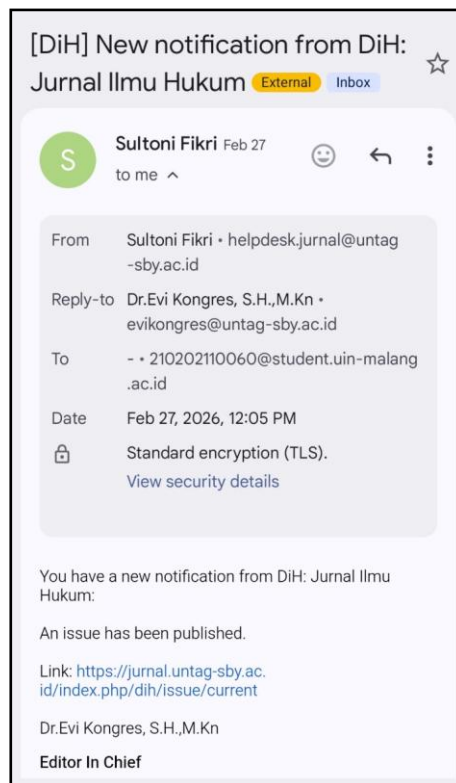 [DiH] New notification from DiH:
Jurnal Ilmu Hukum External Inbox
S
Sultoni Fikri Feb 27
to me
From Sultoni Fikri • helpdesk.jurnal@untag
-sby.ac.id
Reply-to Dr.Evi Kongres, S.H.,M.Kn •
evikongres@untag-sby.ac.id
To - • 210202110060@student.uin-malang
.ac.id
Date Feb 27, 2026, 12:05 PM
Standard encryption (TLS).
View security details
You have a new notification from DiH: Jurnal Ilmu
Hukum:
An issue has been published.
Link: https://jurnal.untag-sby.ac.
id/index.php/dih/issue/current
Dr.Evi Kongres, S.H.,M.Kn
Editor In Chief